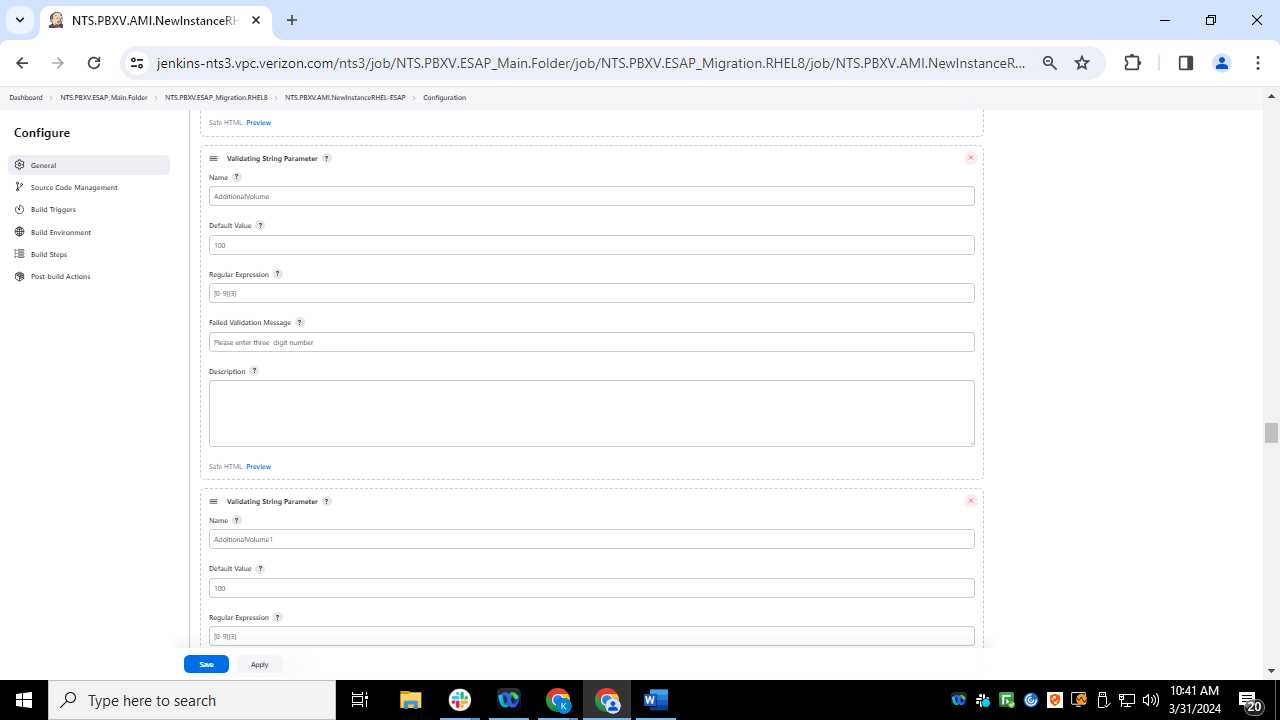 NTS.PBXV.AMI.NewInstanceRH
jenkins-nts3.vpc.verizon.com/nts3/job/NTS.PBXV.ESAP_Main.Folder/job/NTS.PBXV.ESAP_Migration.RHEL8/job/NTS.PBXV.AMI.NewInstanceR...
Dashboard > NTS.PBXV.ESAP_Main.Folder > NTS.PBXV.ESAP_Migration.RHEL8 > NTS.PBXV.AMI.NewInstanceRHEL-ESAP > Configuration
Configure
General
Source Code Management
Build Triggers
Build Environment
Build Steps
Post-build Actions
Safe HTML Preview
Validating String Parameter ?
Name ?
AdditionalVolume
Default Value ?
100
Regular Expression ?
[0-9]{3}
Failed Validation Message ?
Please enter three digit number
Description ?
Safe HTML Preview
Validating String Parameter ?
Name ?
AdditionalVolume1
Default Value ?
100
Regular Expression ?
[0-9]{3}
Save Apply
Type here to search
K
10:41 AM
3/31/2024
20